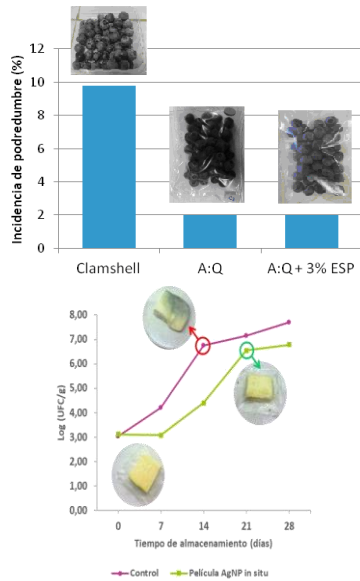 Incidencia de podredumbre (%)
12
10
8
6
4
2
0
Clamshell
A:Q
A:Q + 3% ESP
Log (UFC/g)
8,00
7,00
6,00
5,00
4,00
3,00
2,00
1,00
0,00
0 7 14 21 28
Tiempo de almacenamiento (días)
Control
Película AgNP in situ